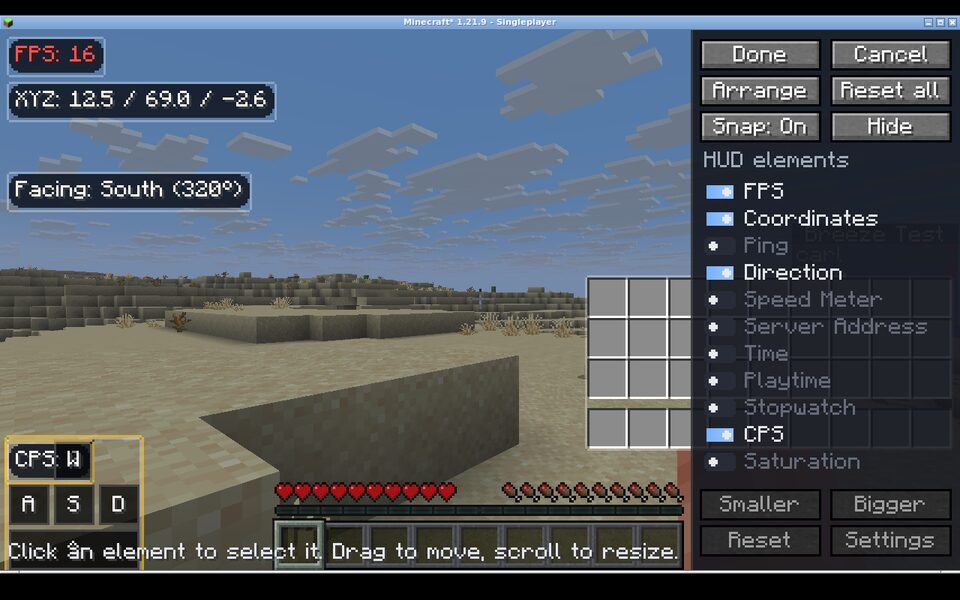 Minecraft* 1.21.9 - Singleplayer
FPS: 16
XYZ: 12.5 / 69.0 / -2.6
Facing: South (320°)
Done
Cancel
Arrange
Reset all
Snap: On
Hide
HUD elements
FPS
Coordinates
Ping
Direction
Speed Meter
Server Address
Time
Playtime
Stopwatch
CPS
Saturation
Smaller
Bigger
Reset
Settings
Breeze Test
CPS W
A S D
Click an element to select it. Drag to move, scroll to resize.